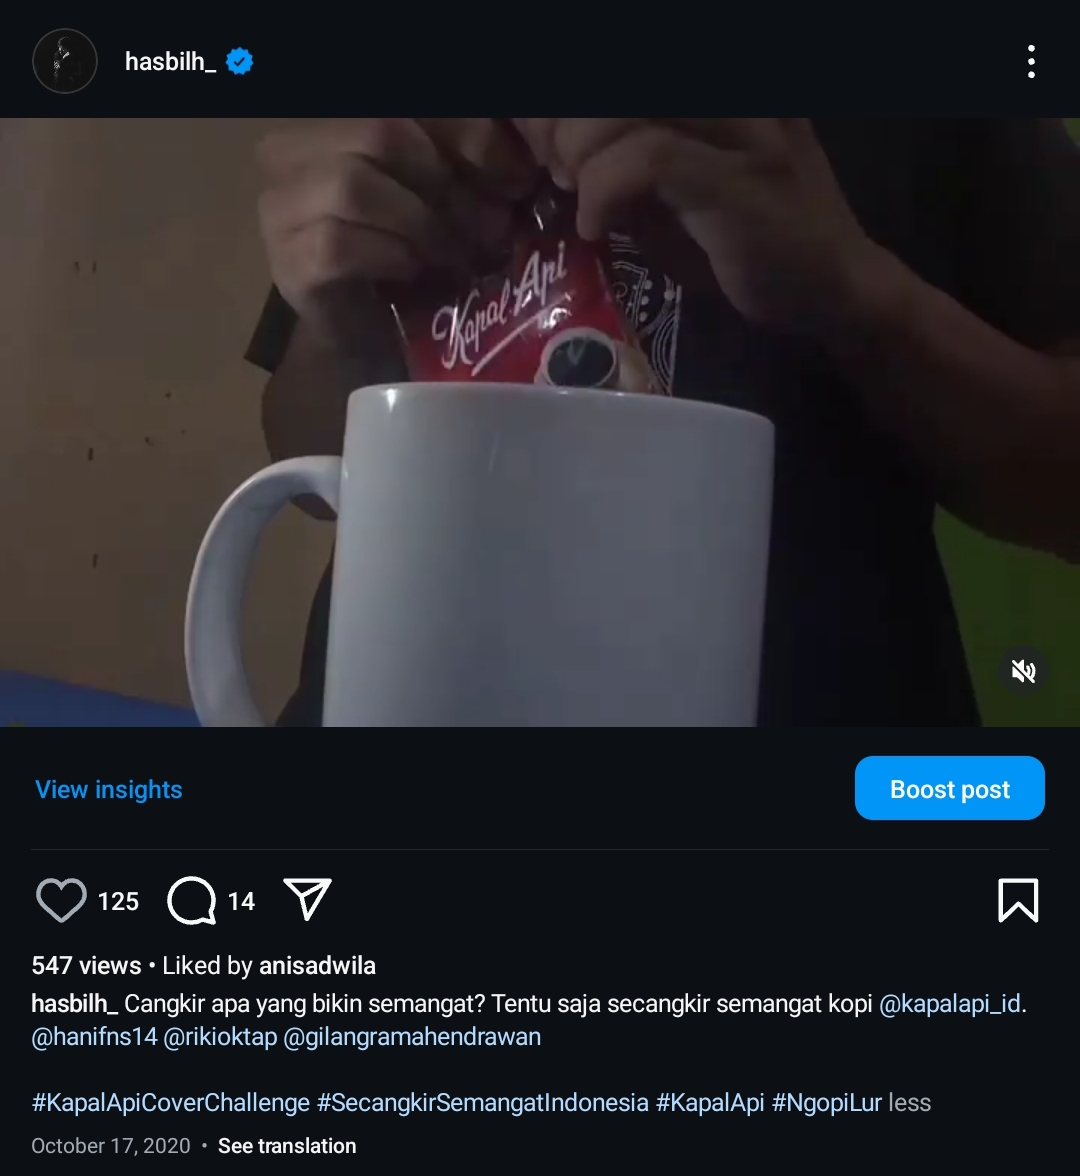 hasbilh_
Kapal Api
View insights
Boost post
125
14
547 views • Liked by anisadwila
hasbilh_ Cangkir apa yang bikin semangat? Tentu saja secangkir semangat kopi @kapalapi_id.
@hanifns14 @rikioktap @gilangramahendrawan
#KapalApiCoverChallenge #SecangkirSemangatIndonesia #KapalApi #NgopiLur less
October 17, 2020 • See translation